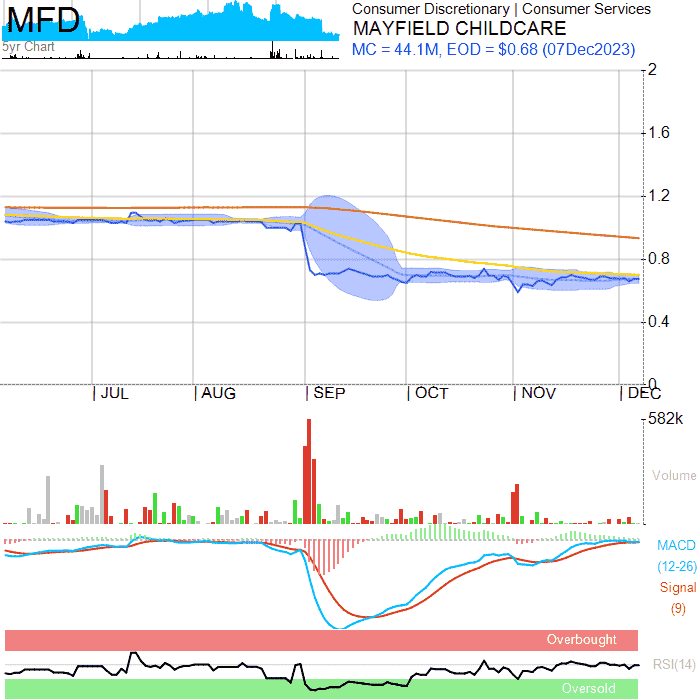 MFD
5yr Chart
Consumer Discretionary | Consumer Services
MAYFIELD CHILDCARE
MC = 44.1M, EOD = $0.68 (07Dec2023)
2
1.6
1.2
0.8
0.4
0
JUL AUG SEP OCT NOV DEC
582k
Volume
MACD
(12-26)
Signal
(9)
Overbought
RSI(14)
Oversold